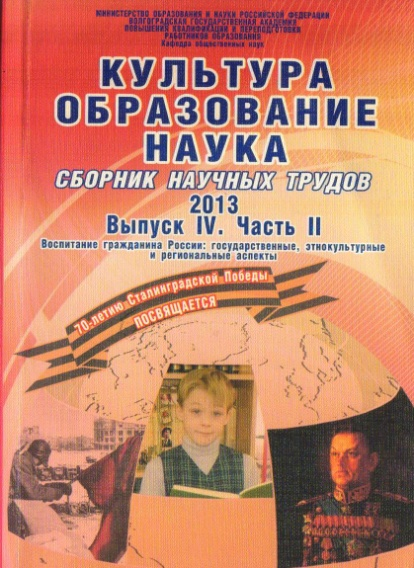 МИНИСТЕРСТВО ОБРАЗОВАНИЯ И НАУКИ РОССИЙСКОЙ ФЕДЕРАЦИИ
ВОЛГОГРАДСКАЯ ГОСУДАРСТВЕННАЯ АКАДЕМИЯ
ПОВЫШЕНИЯ КВАЛИФИКАЦИИ И ПЕРЕПОДГОТОВКИ
РАБОТНИКОВ ОБРАЗОВАНИЯ
Кафедра общественных наук
КУЛЬТУРА
ОБРАЗОВАНИЕ
НАУКА
СБОРНИК НАУЧНЫХ ТРУДОВ
2013
Выпуск IV. Часть II
Воспитание гражданина России: государственные, этнокультурные
и региональные аспекты
70-летию Сталинградской Победы
ПОСВЯЩАЕТСЯ